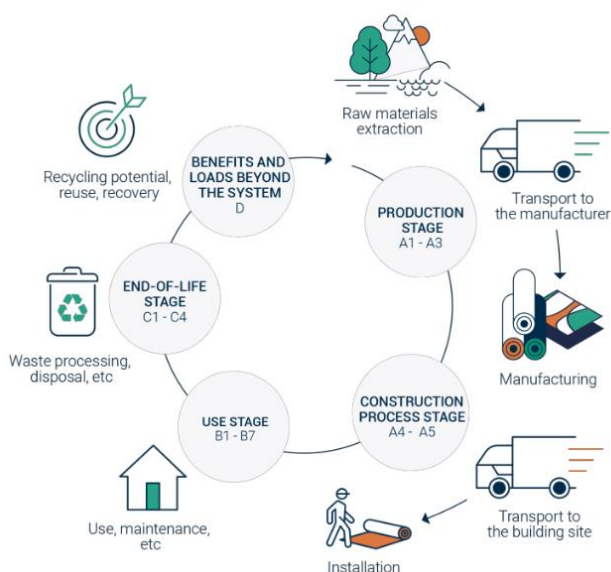 Raw materials
extraction
Transport to
the manufacturer
Manufacturing
Transport to
the building site
Installation
Use, maintenance,
etc
Waste processing,
disposal, etc
Recycling potential,
reuse, recovery
BENEFITS AND
LOADS BEYOND
THE SYSTEM
D
PRODUCTION
STAGE
A1 - A3
CONSTRUCTION
PROCESS STAGE
A4 - A5
USE STAGE
B1 - B7
END-OF-LIFE
STAGE
C1 - C4